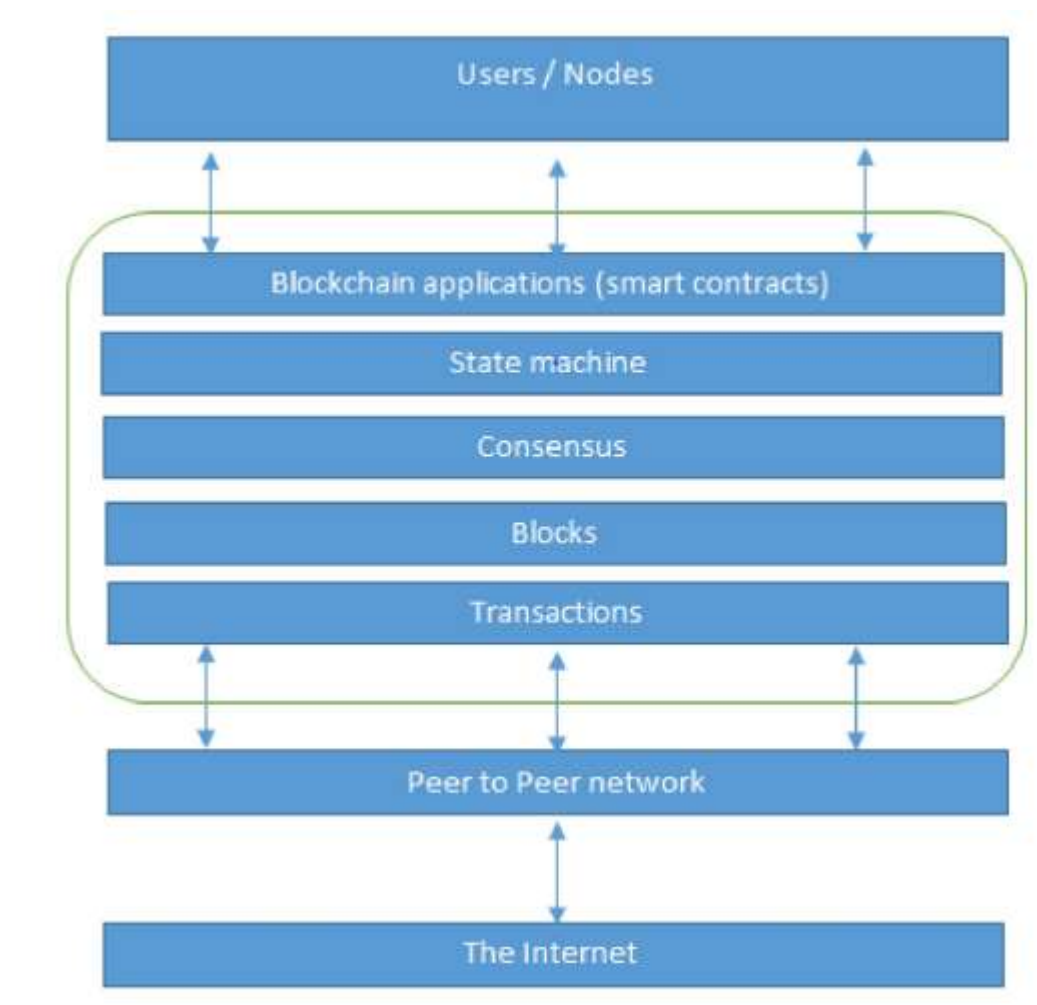 Users / Nodes
Blockchain applications (smart contracts)
State machine
Consensus
Blocks
Transactions
Peer to Peer network
The Internet